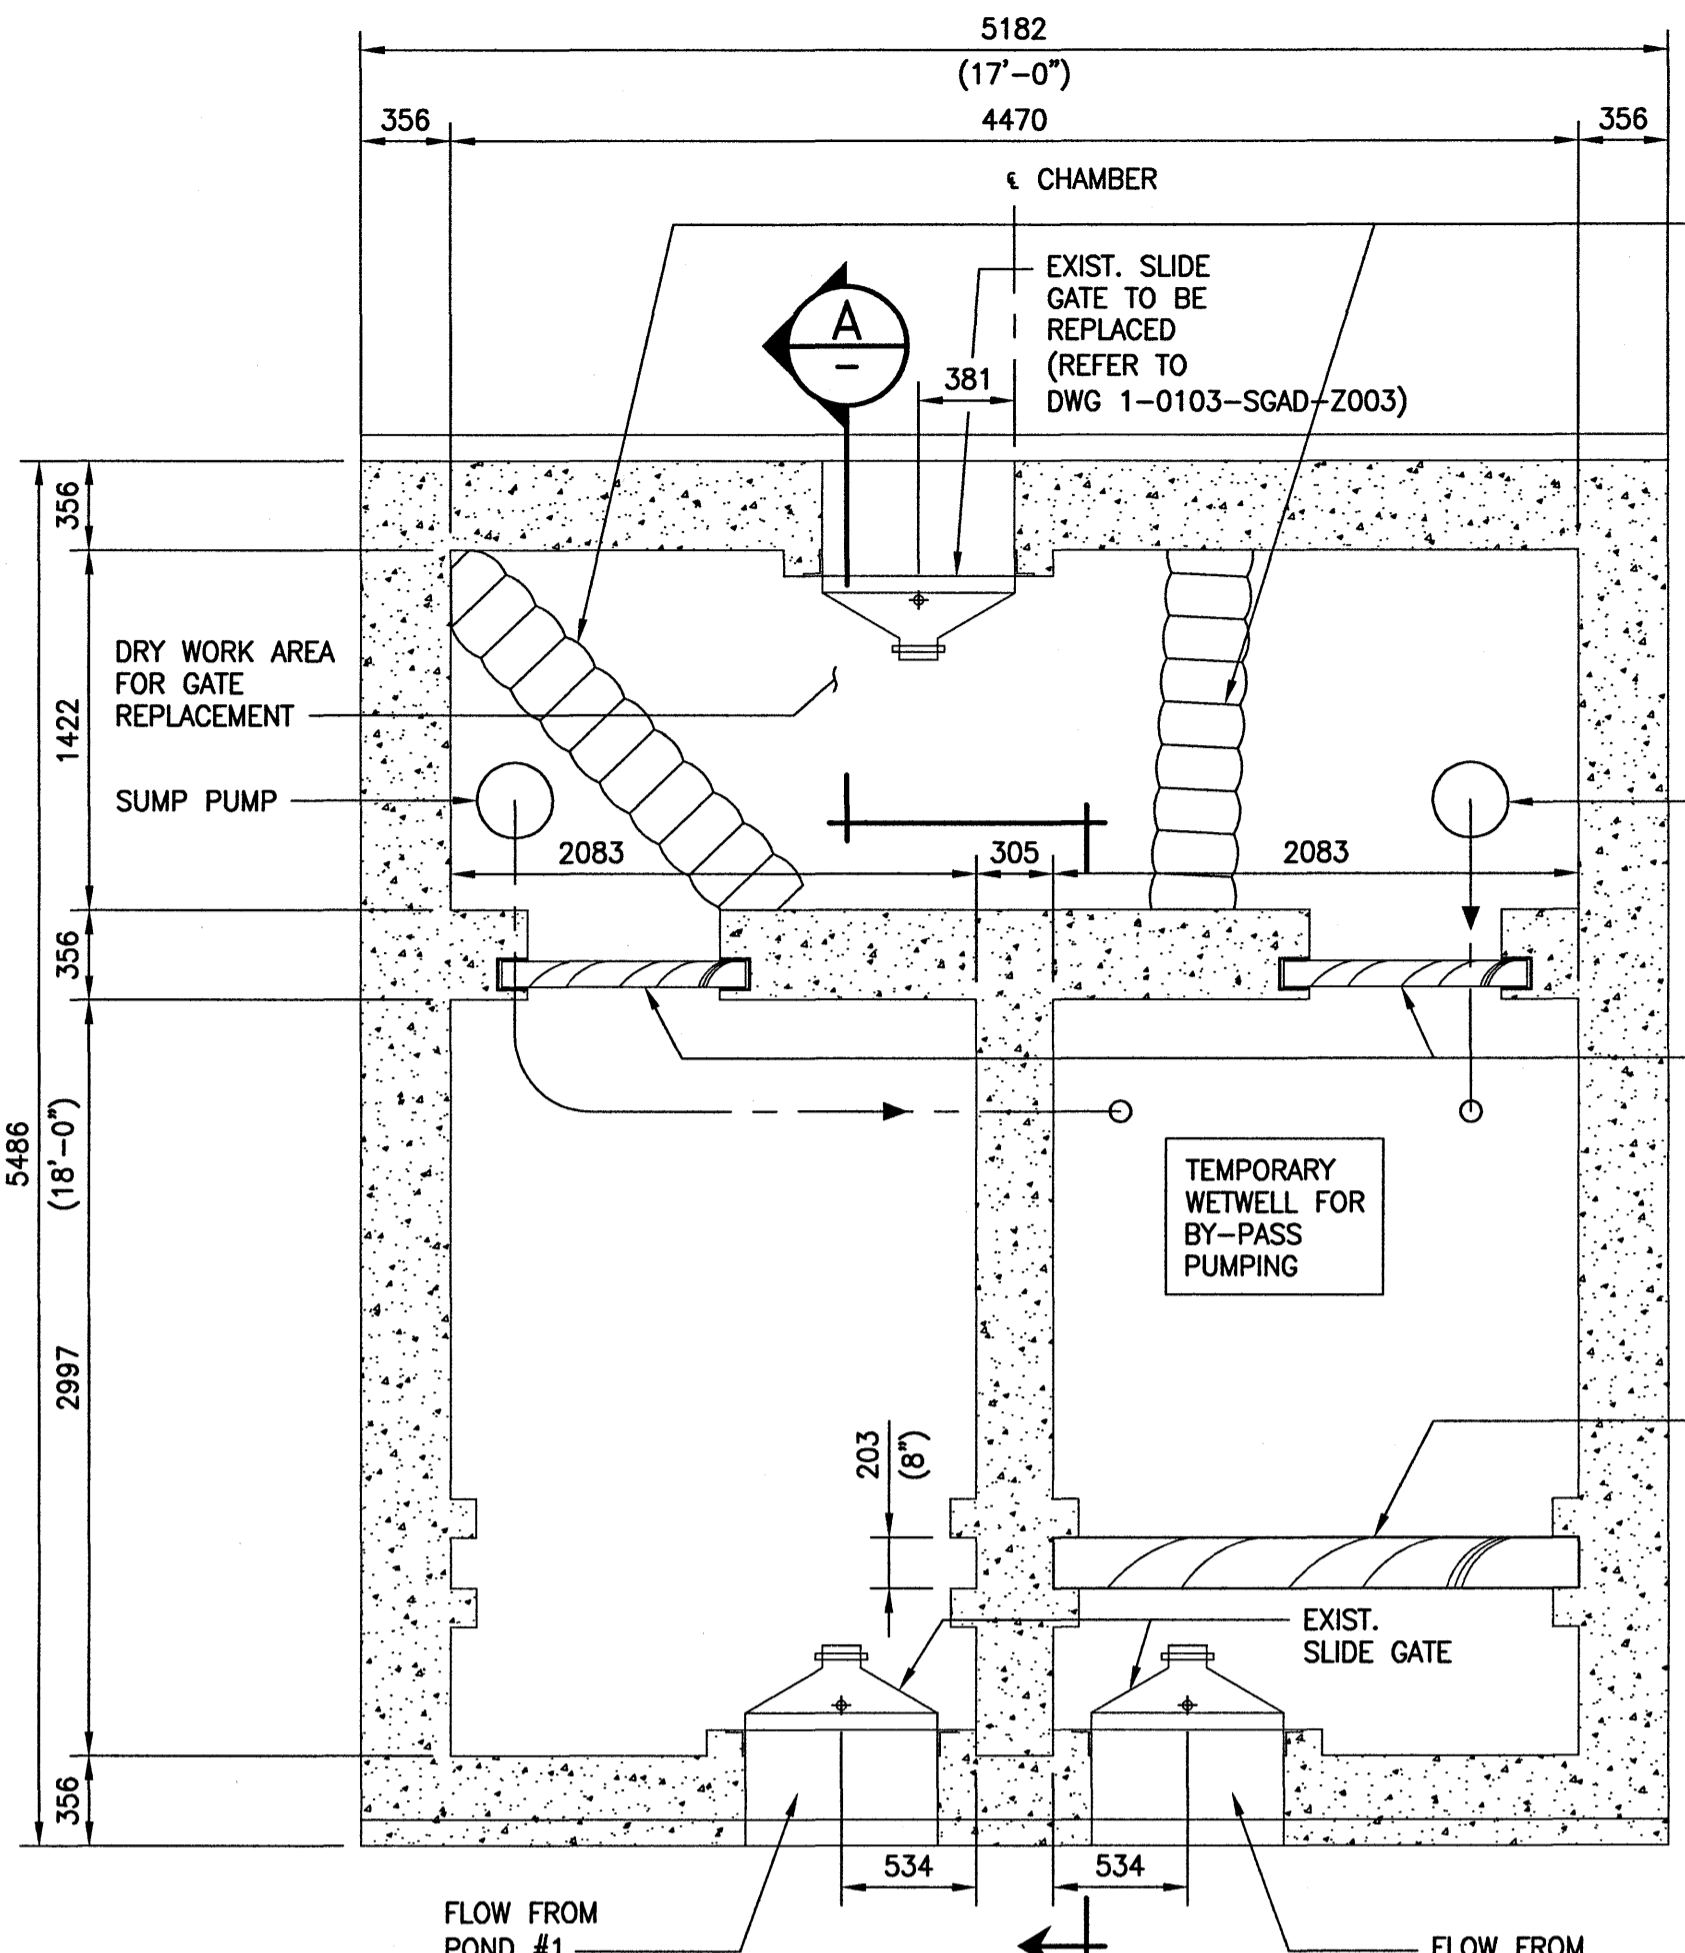 5182
(17'-0")
356
4470
356
℄ CHAMBER
EXIST. SLIDE
GATE TO BE
REPLACED
(REFER TO
DWG 1-0103-SGAD-Z003)
A
-
381
356
1422
356
2997
356
5486
(18'-0")
DRY WORK AREA
FOR GATE
REPLACEMENT
SUMP PUMP
2083
305
2083
TEMPORARY
WETWELL FOR
BY-PASS
PUMPING
203
(8")
EXIST.
SLIDE GATE
534
534
FLOW FROM
POND #1
FLOW FROM